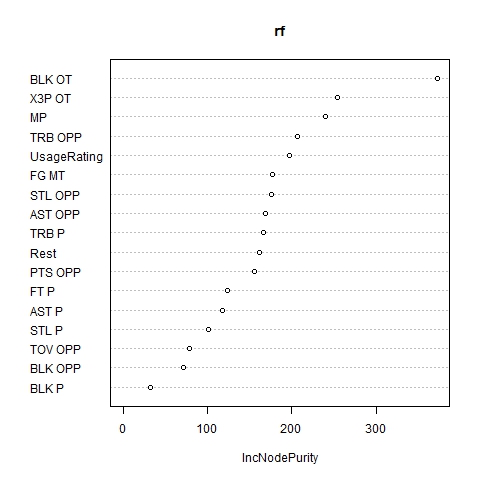 rf
BLK OT
X3P OT
MP
TRB OPP
UsageRating
FG MT
STL OPP
AST OPP
TRB P
Rest
PTS OPP
FT P
AST P
STL P
TOV OPP
BLK OPP
BLK P
0 100 200 300
IncNodePurity